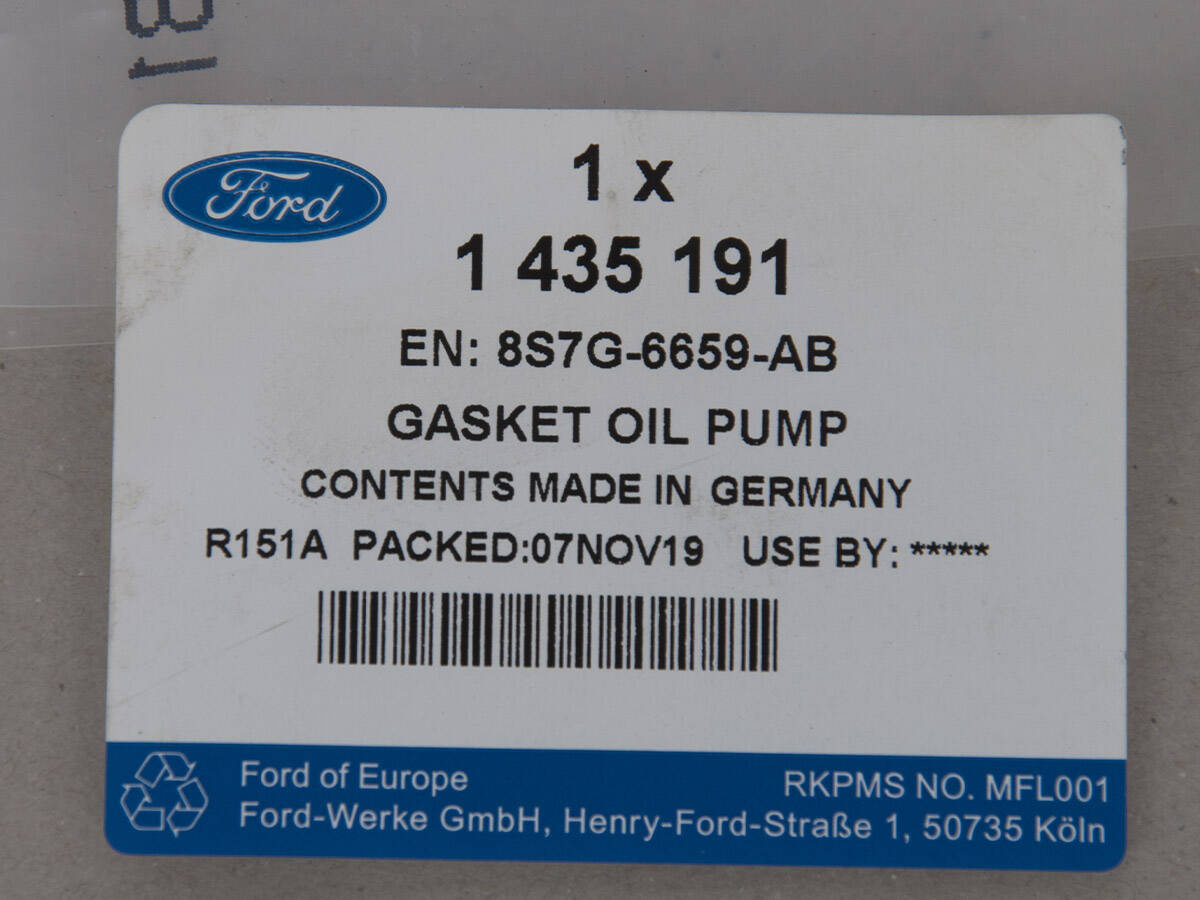 Ford
1 x
1 435 191
EN: 8S7G-6659-AB
GASKET OIL PUMP
CONTENTS MADE IN GERMANY
R151A PACKED:07NOV19 USE BY: *****
Ford of Europe
RKPMS NO. MFL001
Ford-Werke GmbH, Henry-Ford-Straße 1, 50735 Köln